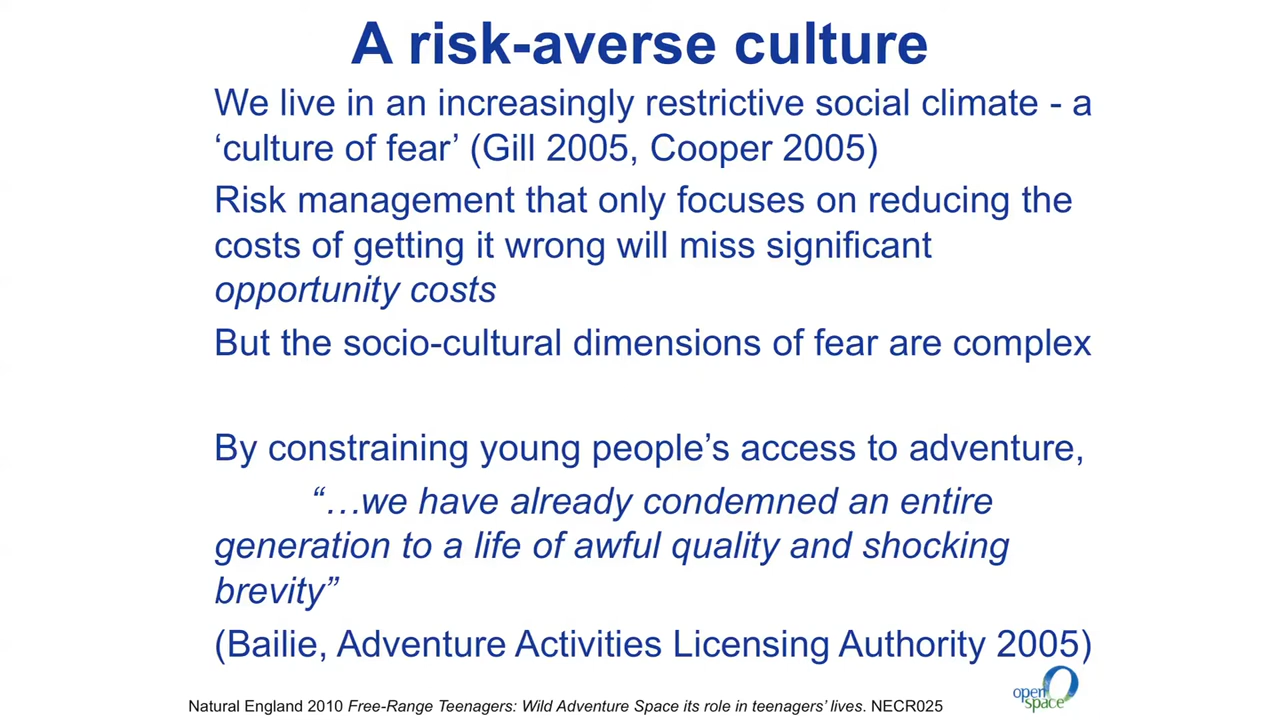 A risk-averse culture
We live in an increasingly restrictive social climate - a
‘culture of fear’ (Gill 2005, Cooper 2005)
Risk management that only focuses on reducing the
costs of getting it wrong will miss significant
opportunity costs
But the socio-cultural dimensions of fear are complex
By constraining young people’s access to adventure,
“…we have already condemned an entire
generation to a life of awful quality and shocking
brevity”
(Bailie, Adventure Activities Licensing Authority 2005)
Natural England 2010 Free-Range Teenagers: Wild Adventure Space its role in teenagers’ lives. NECR025
open
space